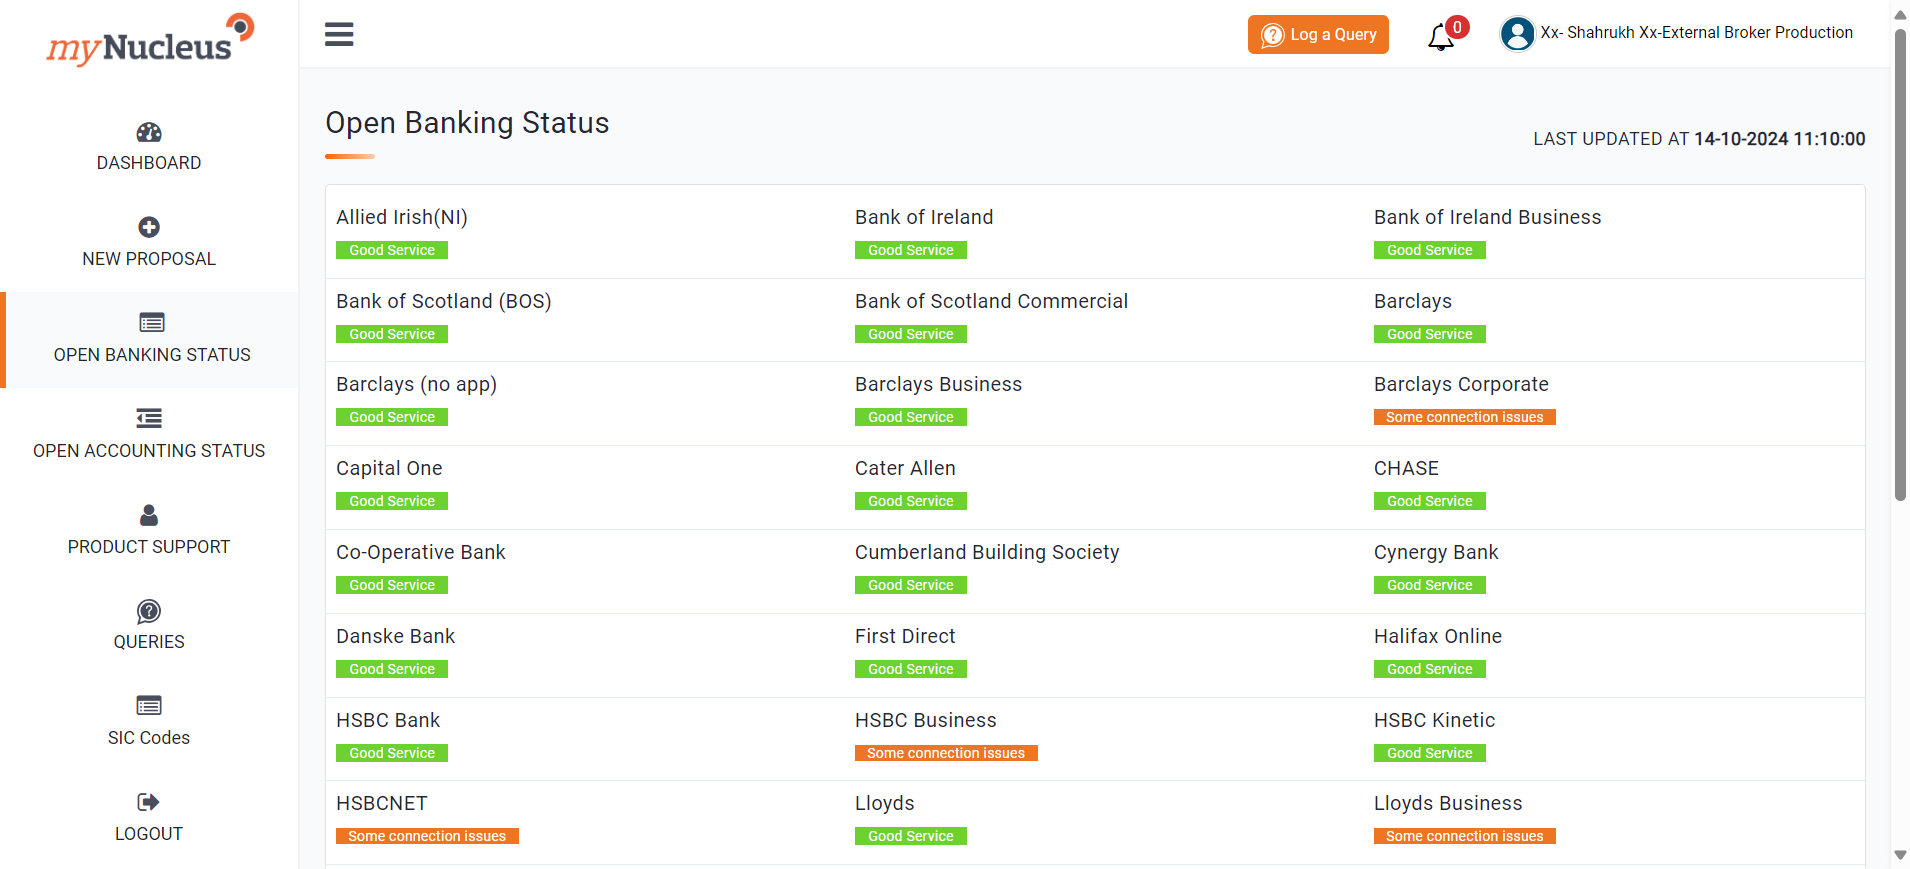 myNucleus
Log a Query
0
Xx- Shahrukh Xx-External Broker Production
DASHBOARD
NEW PROPOSAL
OPEN BANKING STATUS
OPEN ACCOUNTING STATUS
PRODUCT SUPPORT
QUERIES
SIC Codes
LOGOUT
Open Banking Status
LAST UPDATED AT 14-10-2024 11:10:00
Allied Irish(NI)
Good Service
Bank of Ireland
Good Service
Bank of Ireland Business
Good Service
Bank of Scotland (BOS)
Good Service
Bank of Scotland Commercial
Good Service
Barclays
Good Service
Barclays (no app)
Good Service
Barclays Business
Good Service
Barclays Corporate
Some connection issues
Capital One
Good Service
Cater Allen
Good Service
CHASE
Good Service
Co-Operative Bank
Good Service
Cumberland Building Society
Good Service
Cynergy Bank
Good Service
Danske Bank
Good Service
First Direct
Good Service
Halifax Online
Good Service
HSBC Bank
Good Service
HSBC Business
Some connection issues
HSBC Kinetic
Good Service
HSBCNET
Some connection issues
Lloyds
Good Service
Lloyds Business
Some connection issues